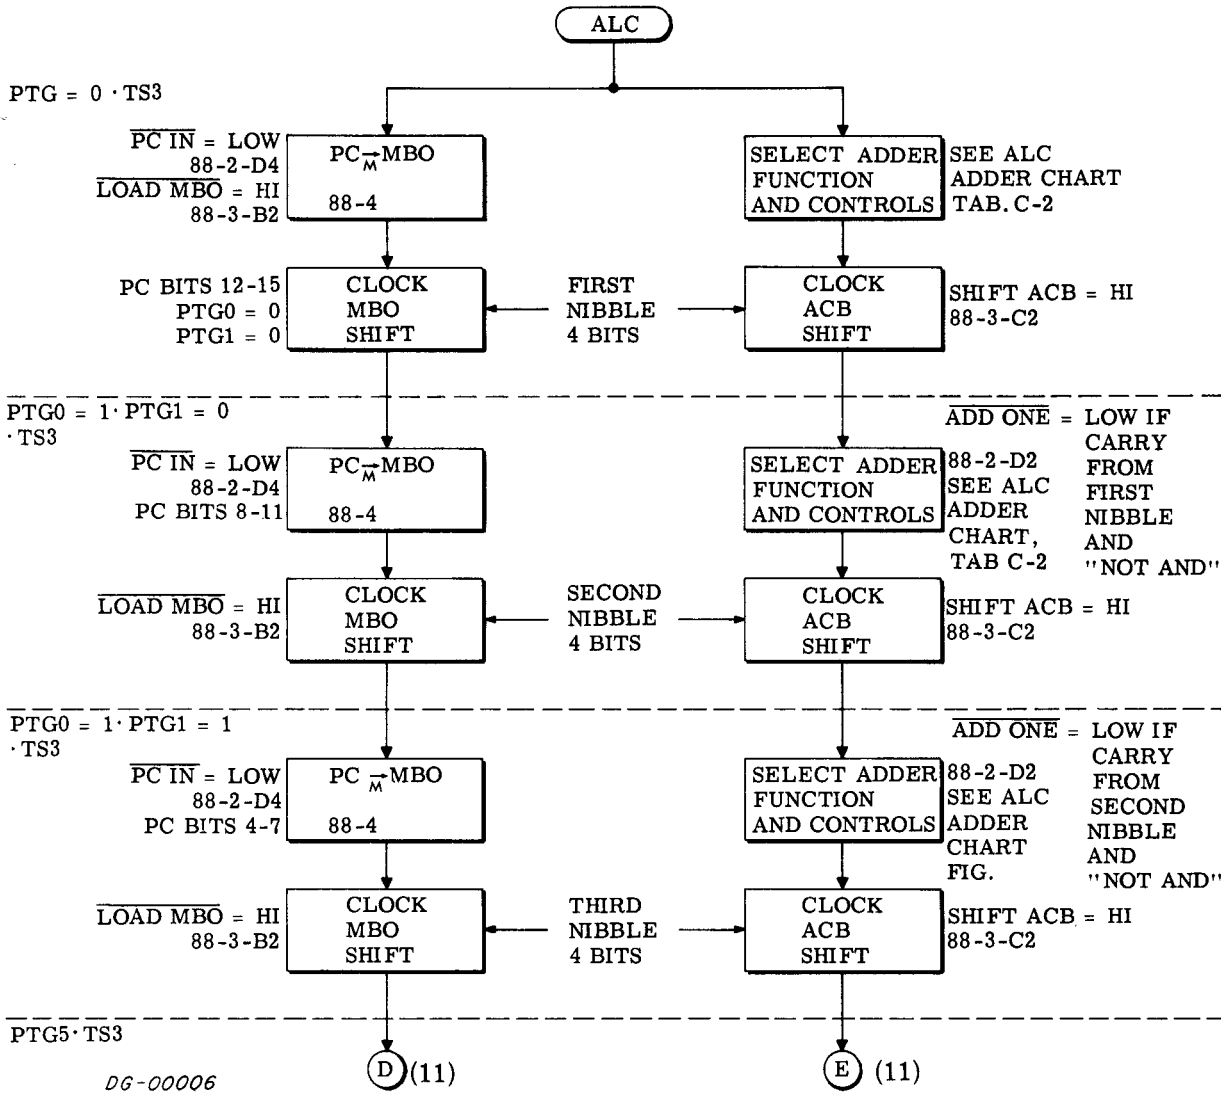 ALC
PTG = 0 · TS3
PC IN = LOW
88-2-D4
LOAD MBO = HI
88-3-B2
PC →M MBO
88-4
SELECT ADDER
FUNCTION
AND CONTROLS
SEE ALC
ADDER CHART
TAB. C-2
PC BITS 12-15
PTG0 = 0
PTG1 = 0
CLOCK
MBO
SHIFT
FIRST
NIBBLE
4 BITS
CLOCK
ACB
SHIFT
SHIFT ACB = HI
88-3-C2
PTG0 = 1 · PTG1 = 0
· TS3
PC IN = LOW
88-2-D4
PC BITS 8-11
PC →M MBO
88-4
SELECT ADDER
FUNCTION
AND CONTROLS
ADD ONE = LOW IF
CARRY
FROM
FIRST
NIBBLE
AND
"NOT AND"
88-2-D2
SEE ALC
ADDER
CHART,
TAB C-2
LOAD MBO = HI
88-3-B2
CLOCK
MBO
SHIFT
SECOND
NIBBLE
4 BITS
CLOCK
ACB
SHIFT
SHIFT ACB = HI
88-3-C2
PTG0 = 1 · PTG1 = 1
· TS3
PC IN = LOW
88-2-D4
PC BITS 4-7
PC →M MBO
88-4
SELECT ADDER
FUNCTION
AND CONTROLS
ADD ONE = LOW IF
CARRY
FROM
SECOND
NIBBLE
AND
"NOT AND"
88-2-D2
SEE ALC
ADDER
CHART
FIG.
LOAD MBO = HI
88-3-B2
CLOCK
MBO
SHIFT
THIRD
NIBBLE
4 BITS
CLOCK
ACB
SHIFT
SHIFT ACB = HI
88-3-C2
PTG5 · TS3
D (11)
E (11)
DG-00006